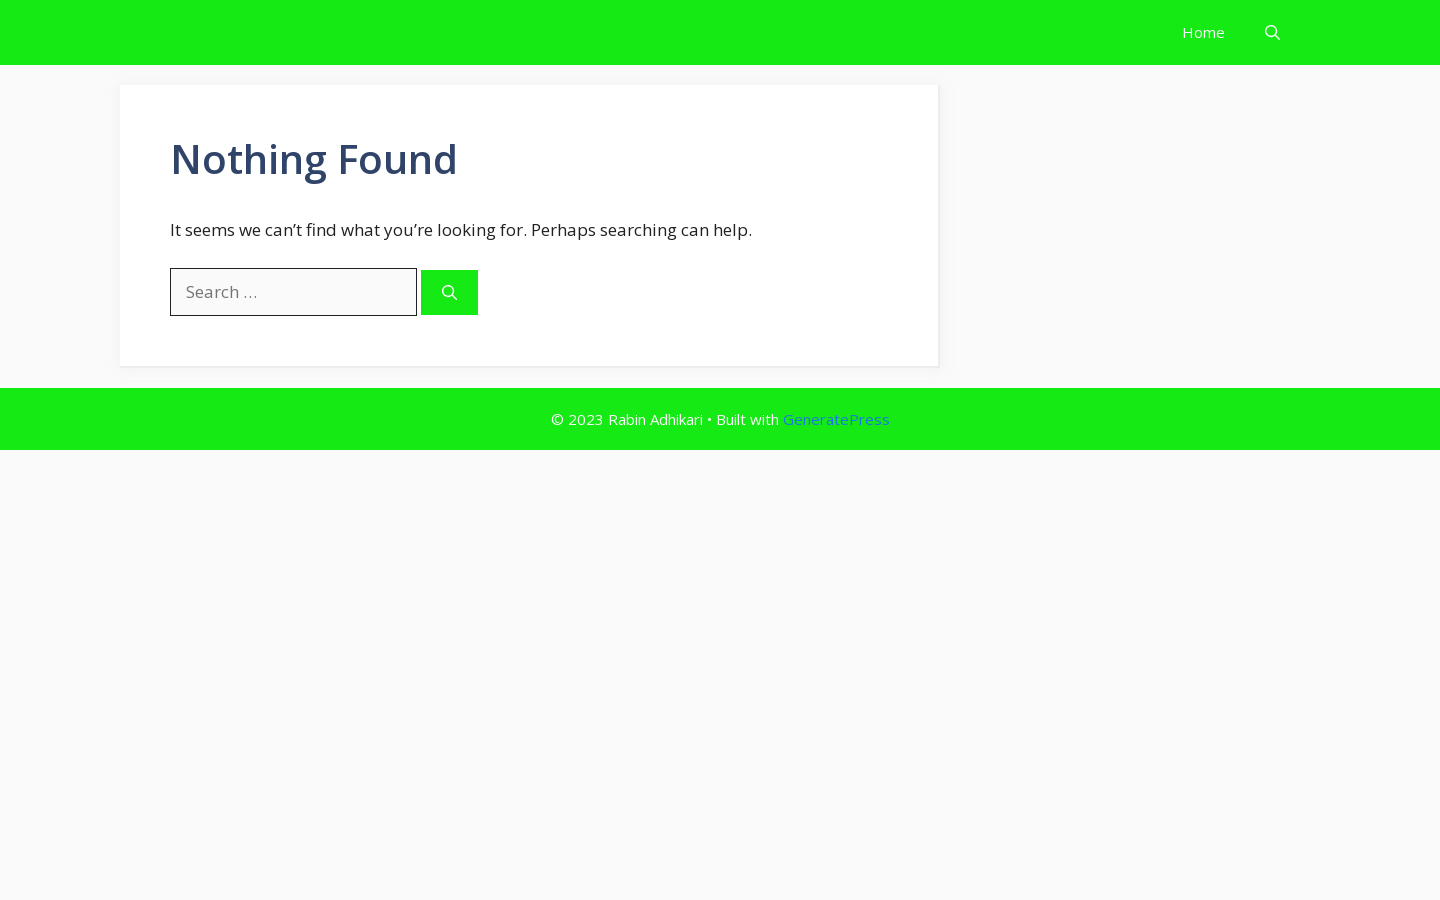 Home
Nothing Found
It seems we can’t find what you’re looking for. Perhaps searching can help.
Search …
© 2023 Rabin Adhikari • Built with GeneratePress